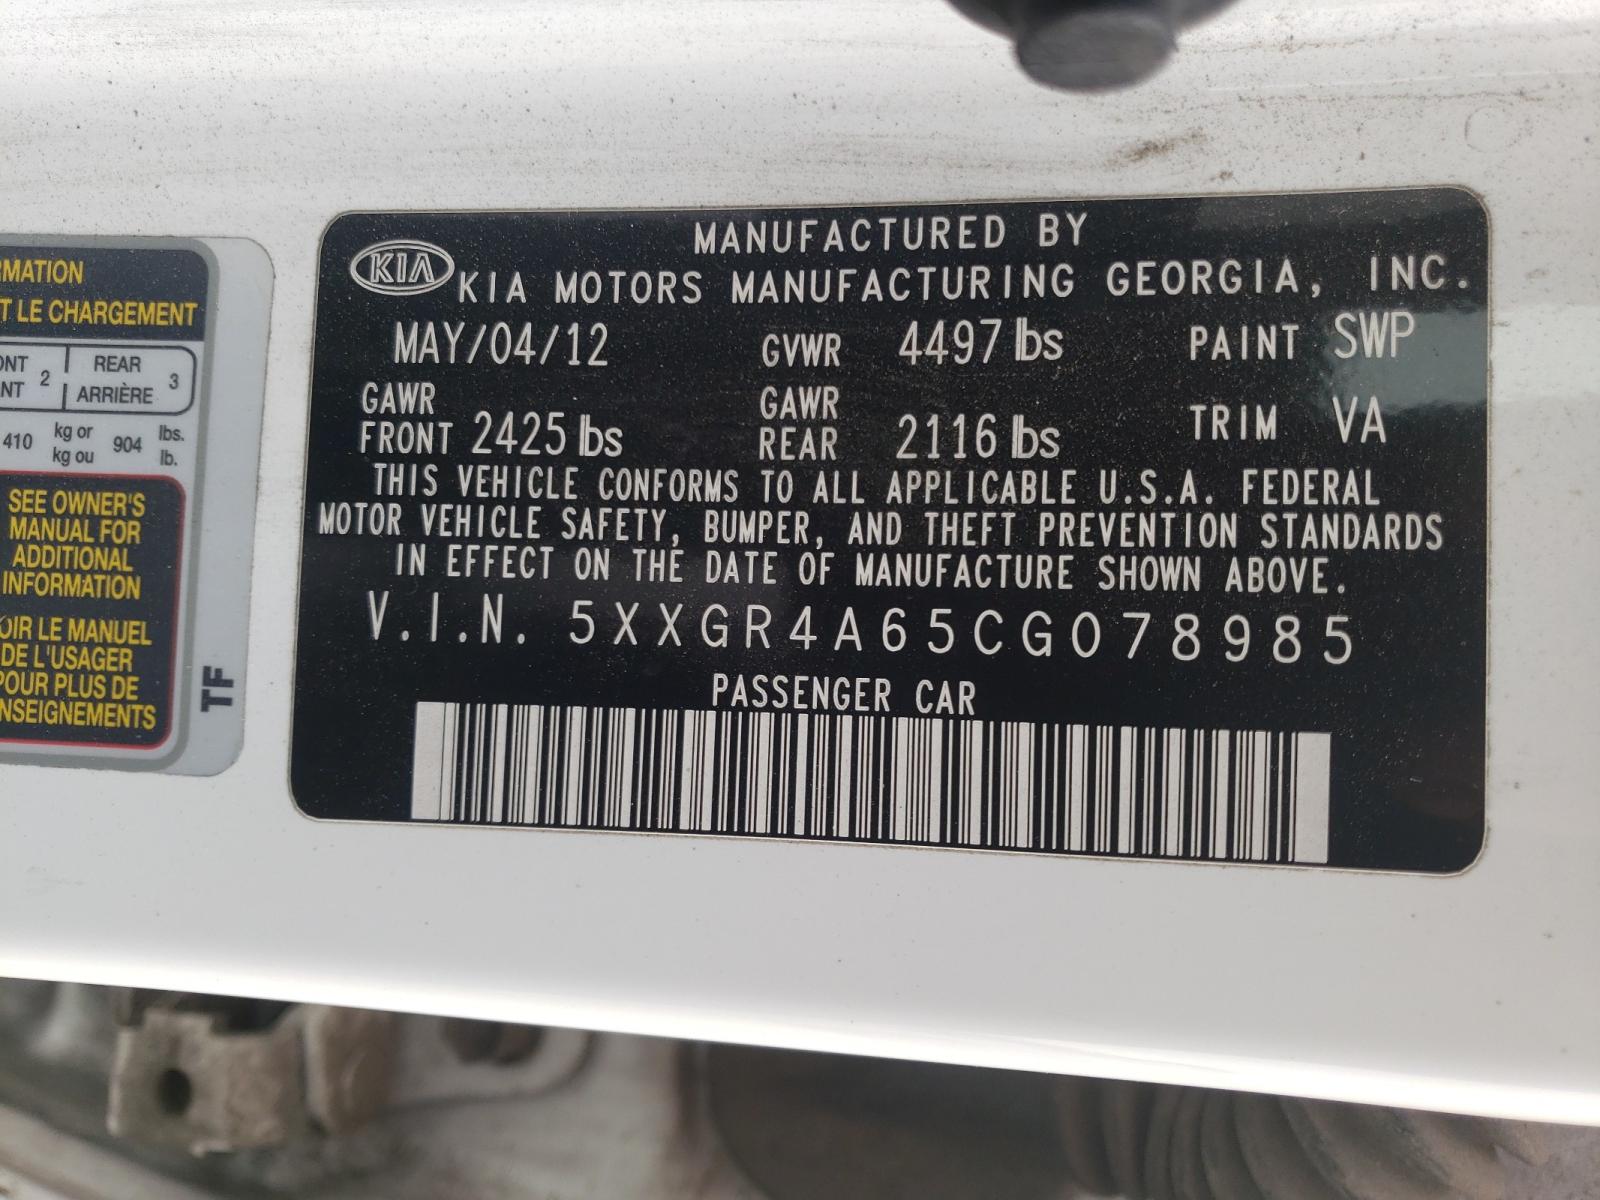 RMATION
T LE CHARGEMENT
REAR
2
ARRIÈRE 3
410 kg or 904 lbs.
kg ou lb.
SEE OWNER'S
MANUAL FOR
ADDITIONAL
INFORMATION
OIR LE MANUEL
DE L'USAGER
POUR PLUS DE
NSEIGNEMENTS
TF
MANUFACTURED BY
KIA KIA MOTORS MANUFACTURING GEORGIA, INC.
MAY/04/12 GVWR 4497 lbs PAINT SWP
GAWR FRONT 2425 lbs GAWR REAR 2116 lbs TRIM VA
THIS VEHICLE CONFORMS TO ALL APPLICABLE U.S.A. FEDERAL
MOTOR VEHICLE SAFETY, BUMPER, AND THEFT PREVENTION STANDARDS
IN EFFECT ON THE DATE OF MANUFACTURE SHOWN ABOVE.
V.I.N. 5XXGR4A65CG078985
PASSENGER CAR